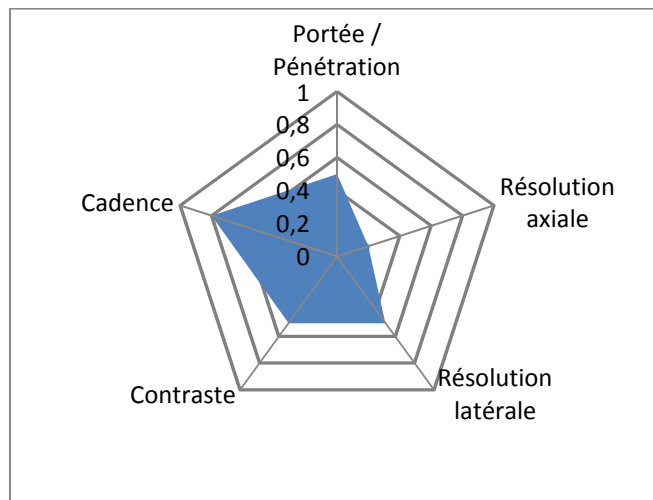 Portée /
Pénétration
1
0,8
0,6
0,4
0,2
0
Résolution
axiale
Cadence
Résolution
latérale
Contraste